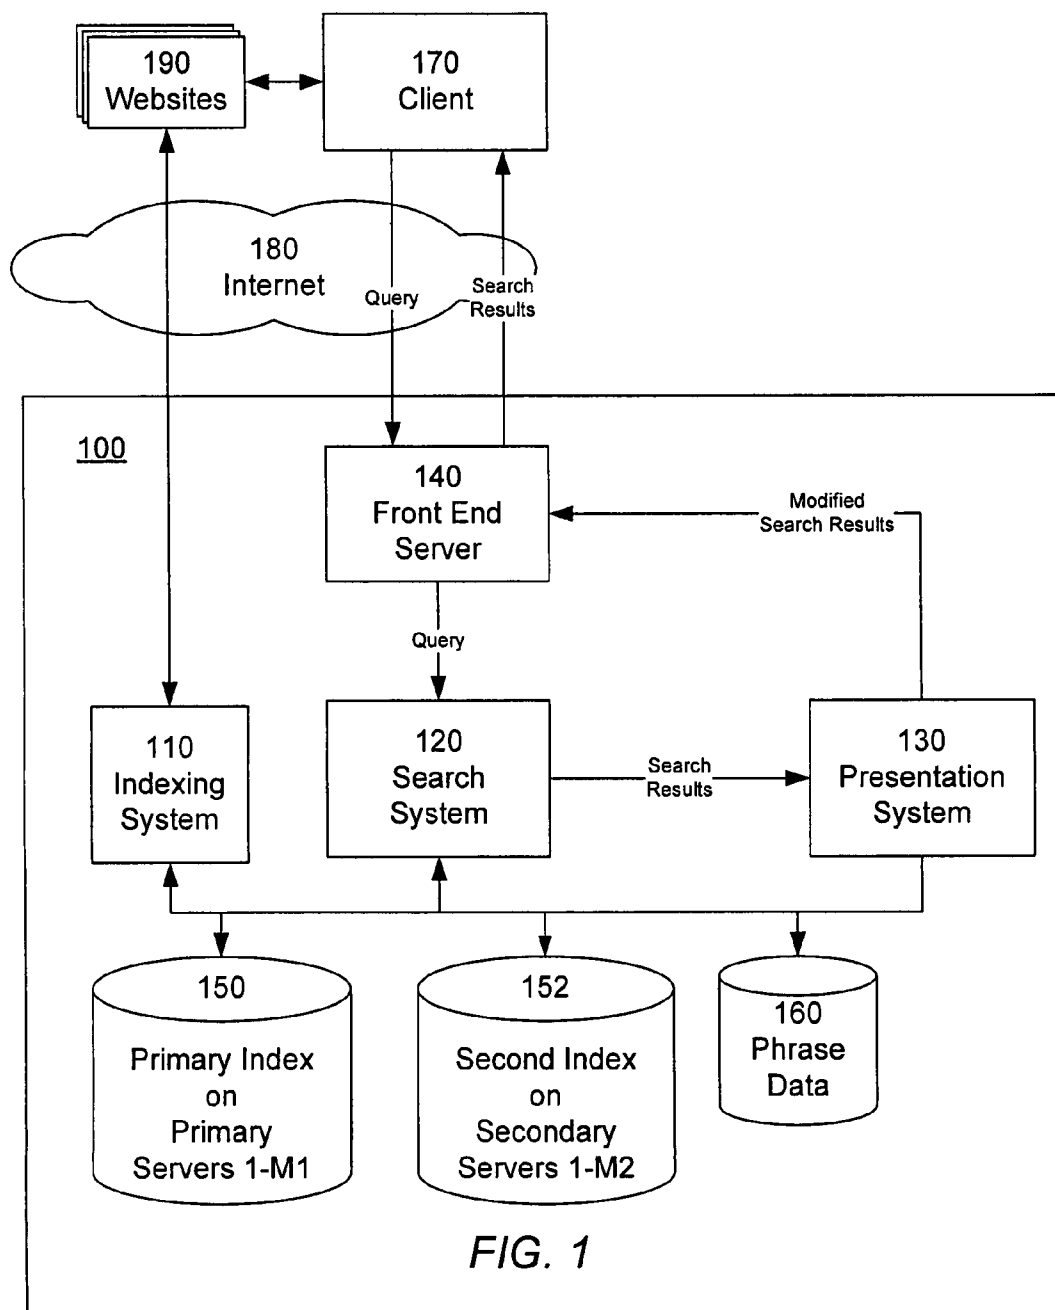 190
Websites
170
Client
180
Internet
Query
Search
Results
100
140
Front End
Server
Modified
Search Results
Query
110
Indexing
System
120
Search
System
Search
Results
130
Presentation
System
150
Primary Index
on
Primary
Servers 1-M1
152
Second Index
on
Secondary
Servers 1-M2
160
Phrase
Data
FIG. 1